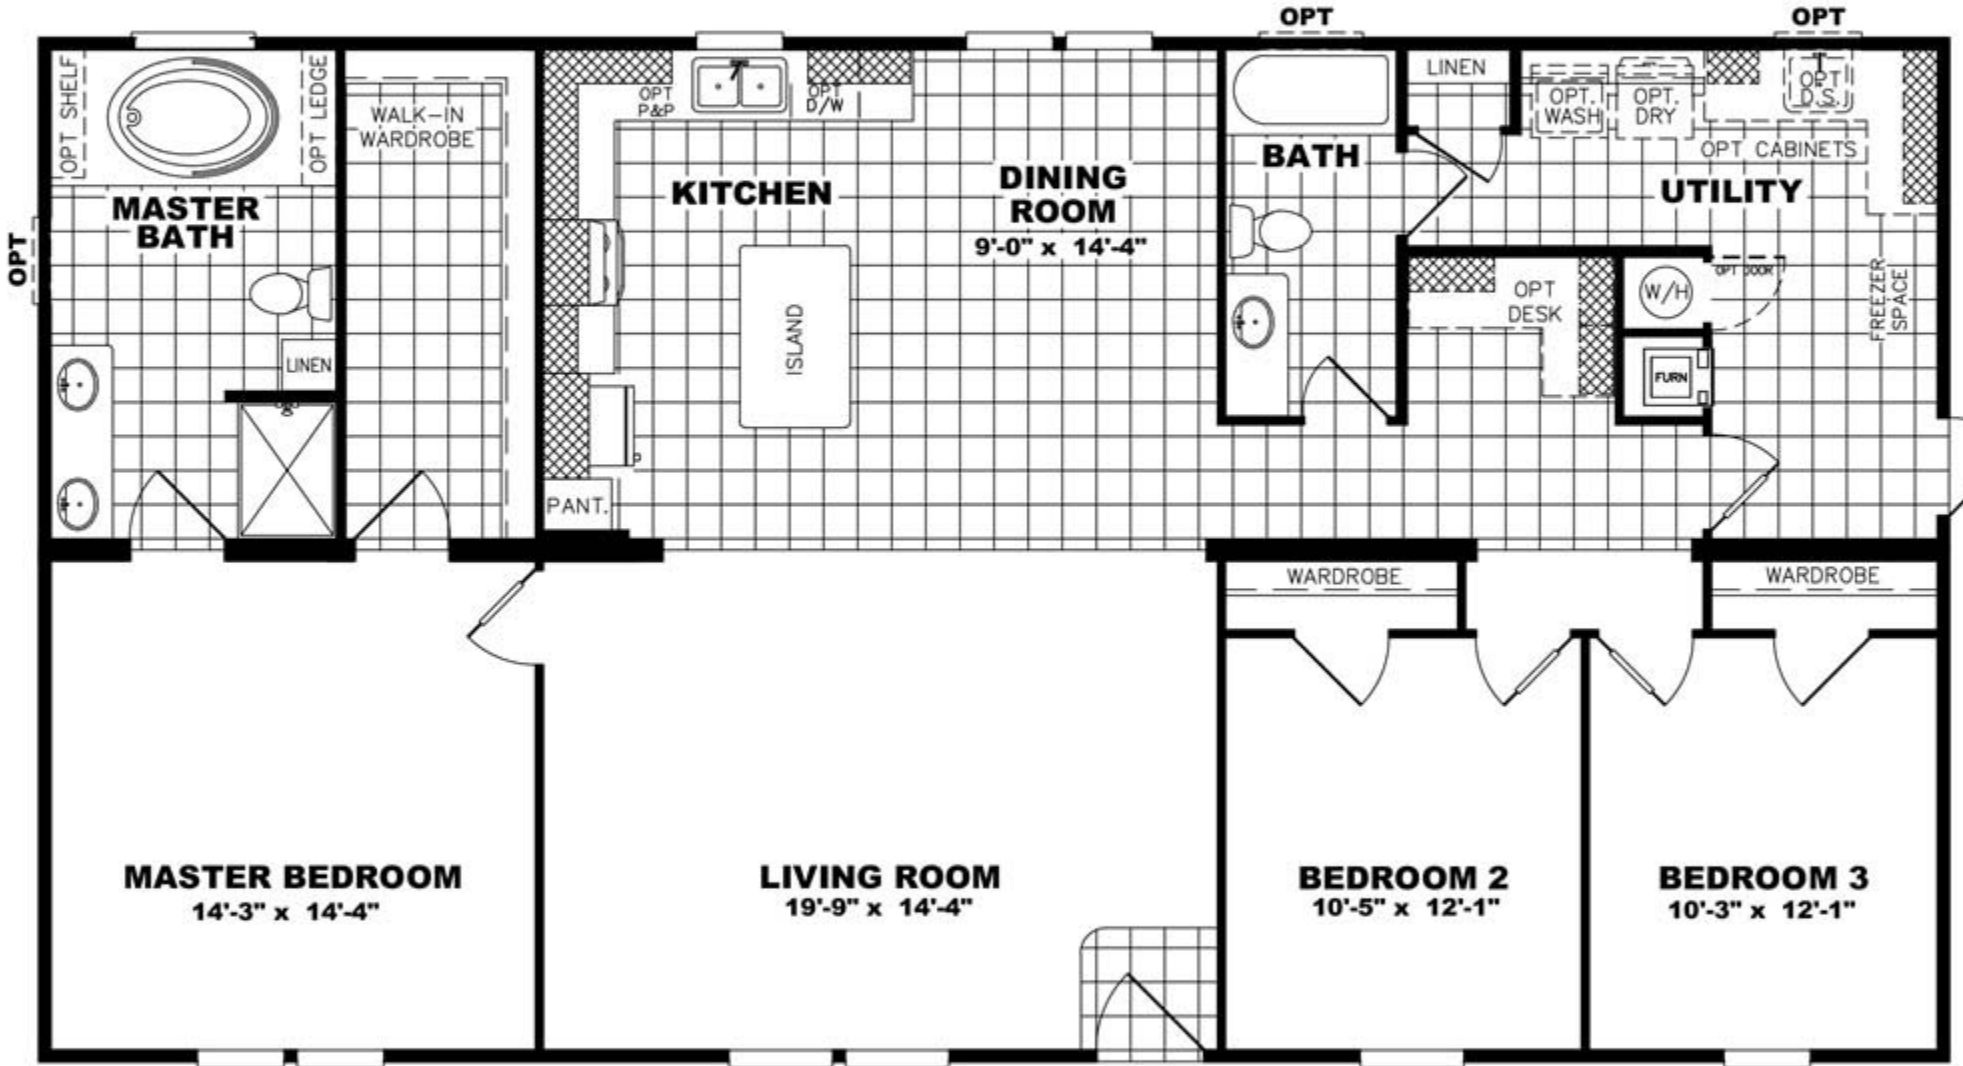 OPT
OPT
OPT SHELF
OPT LEDGE
WALK-IN
WARDROBE
OPT
P&P
OPT
D/W
LINEN
OPT.
WASH
OPT.
DRY
OPT
D.S.
OPT CABINETS
MASTER
BATH
KITCHEN
DINING
ROOM
9'-0" x 14'-4"
BATH
UTILITY
OPT
ISLAND
OPT
DESK
W/H
OPT DOOR
FREEZER
SPACE
LINEN
FURN
PANT.
WARDROBE
WARDROBE
MASTER BEDROOM
14'-3" x 14'-4"
LIVING ROOM
19'-9" x 14'-4"
BEDROOM 2
10'-5" x 12'-1"
BEDROOM 3
10'-3" x 12'-1"